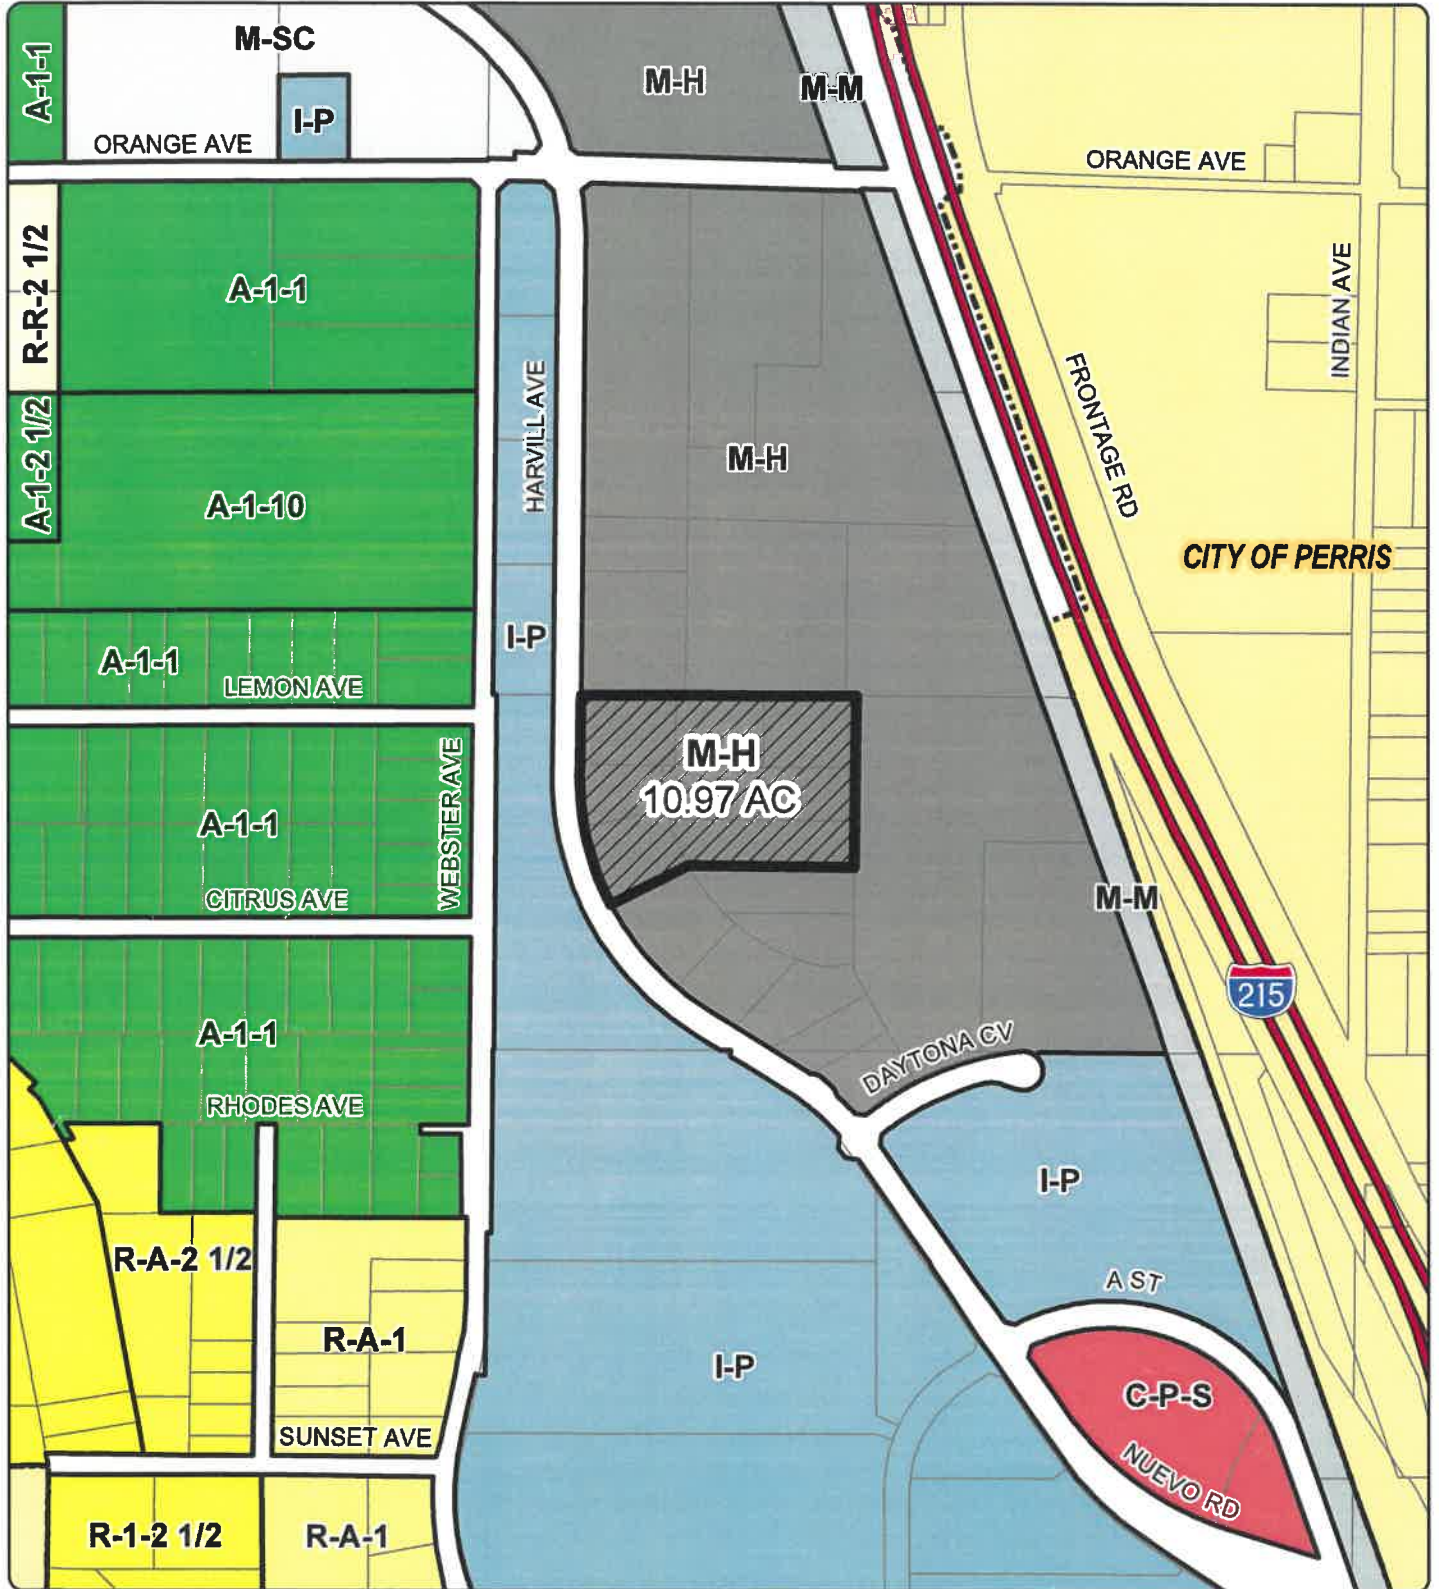 M-SC
A-1-1
M-H
M-M
I-P
ORANGE AVE
ORANGE AVE
R-R-2 1/2
A-1-1
INDIAN AVE
HARVILL AVE
FRONTAGE RD
A-1-2 1/2
M-H
A-1-10
CITY OF PERRIS
I-P
A-1-1
LEMON AVE
M-H
10.97 AC
WEBSTER AVE
A-1-1
CITRUS AVE
M-M
215
A-1-1
DAYTONA CV
RHODES AVE
I-P
R-A-2 1/2
A ST
R-A-1
I-P
C-P-S
SUNSET AVE
NUEVO RD
R-1-2 1/2
R-A-1